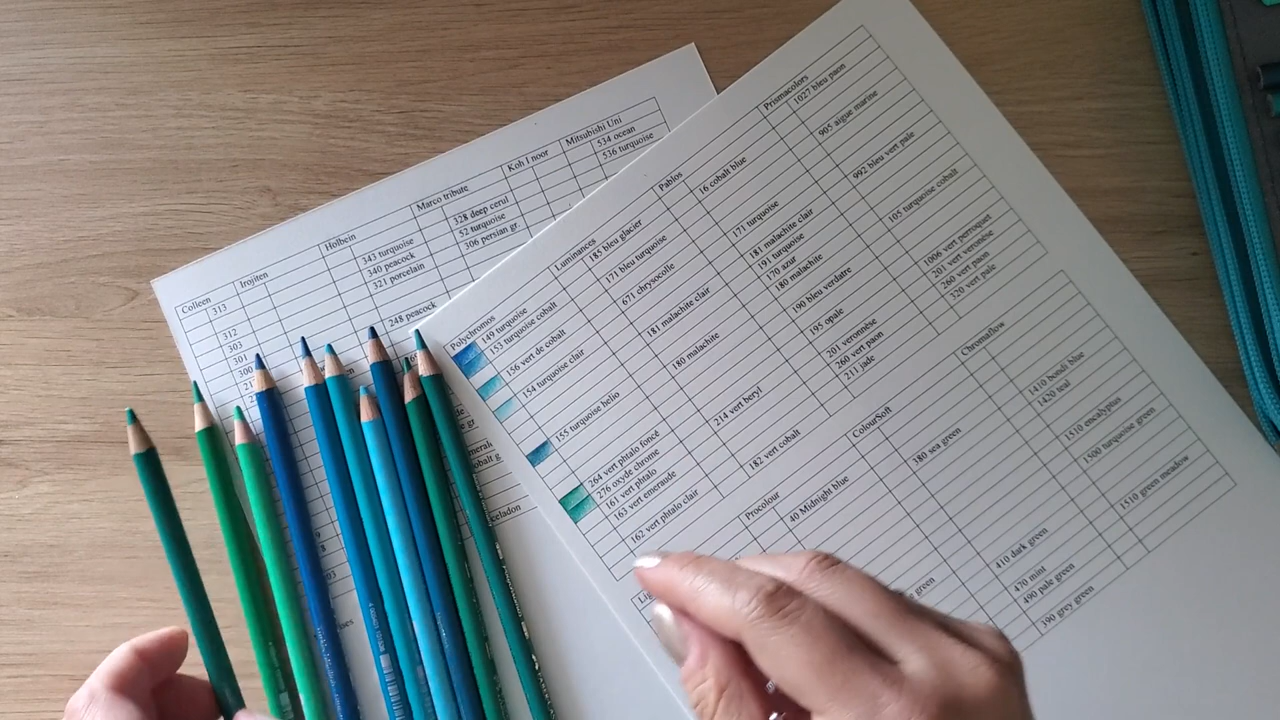 Colleen
313
312
303
301
300
Irojiten
Holbein
343 turquoise
340 peacock
321 porcelain
248 peacock
Marco tribute
328 deep cerul
52 turquoise
306 persian gr.
Koh I noor
Mitsubishi Uni
534 ocean
536 turquoise
celadon
Polychromos
149 turquoise
153 turquoise cobalt
156 vert de cobalt
154 turquoise clair
155 turquoise helio
264 vert phtalo foncé
276 oxyde chrome
161 vert phtalo
163 vert emeraude
162 vert phtalo clair
Luminances
185 bleu glacier
171 bleu turquoise
671 chrysocolle
181 malachite clair
180 malachite
214 vert beryl
182 vert cobalt
Pablos
16 cobalt blue
171 turquoise
181 malachite clair
191 turquoise
170 azur
180 malachite
190 bleu verdatre
195 opale
201 veronnèse
260 vert paon
211 jade
Prismacolors
1027 bleu paon
905 aigue marine
992 bleu vert pale
105 turquoise cobalt
1006 vert perroquet
201 vert veronèse
260 vert paon
320 vert pale
Procolour
40 Midnight blue
green
ColourSoft
380 sea green
410 dark green
470 mint
490 pale green
390 grey green
Chromaflow
1410 bondi blue
1420 teal
1510 eucalyptus
1500 turquoise green
1510 green meadow